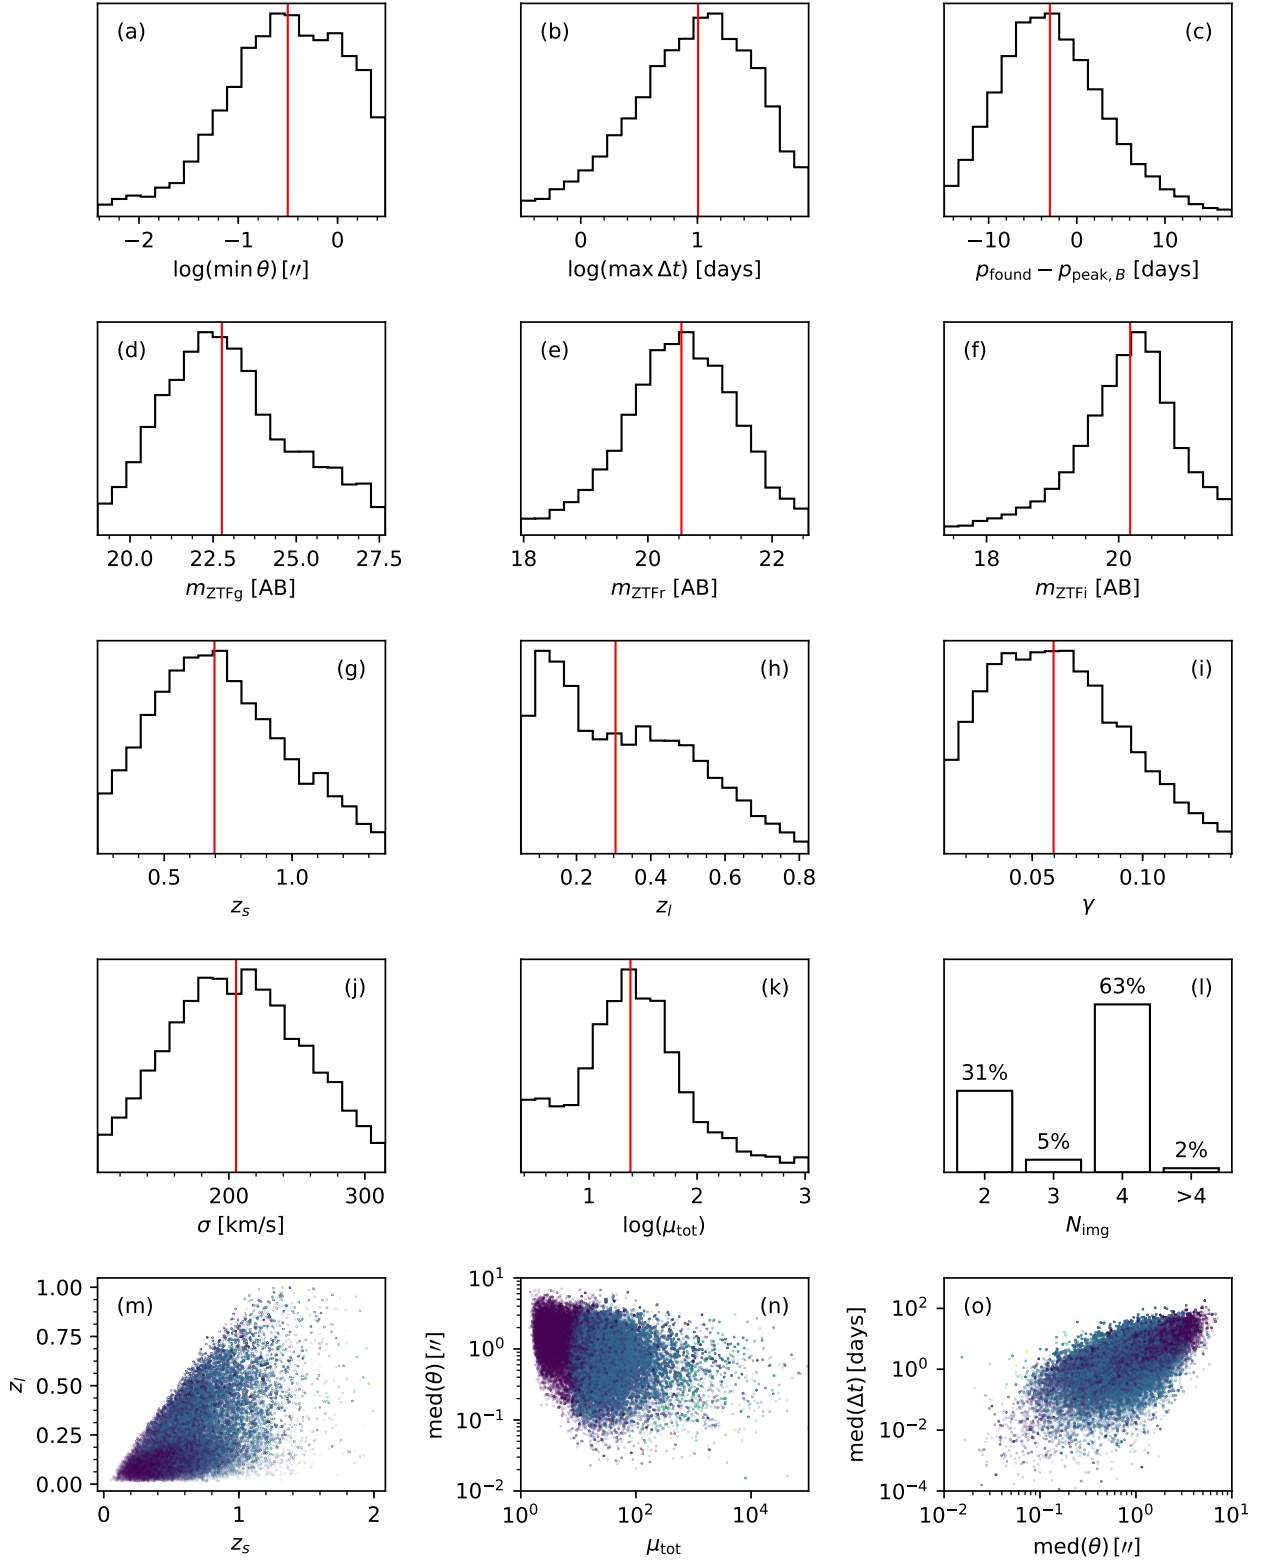 (a) (b) (c)
−2 −1 0 0 1 −10 0 10
log(min θ) [″] log(max Δt) [days] p_found − p_peak, B [days]
(d) (e) (f)
20.0 22.5 25.0 27.5 18 20 22 18 20
m_ZTFg [AB] m_ZTFr [AB] m_ZTFi [AB]
(g) (h) (i)
0.5 1.0 0.2 0.4 0.6 0.8 0.05 0.10
z_s z_l γ
(j) (k) (l)
63%
31%
5%
2%
200 300 1 2 3 2 3 4 >4
σ [km/s] log(μ_tot) N_img
(m) (n) (o)
1.00
0.75
0.50
0.25
0.00
z_l
0 1 2
z_s
10^1
10^0
10^−1
10^−2
med(θ) [″]
10^0 10^2 10^4
μ_tot
10^2
10^0
10^−2
10^−4
med(Δt) [days]
10^−2 10^−1 10^0 10^1
med(θ) [″]